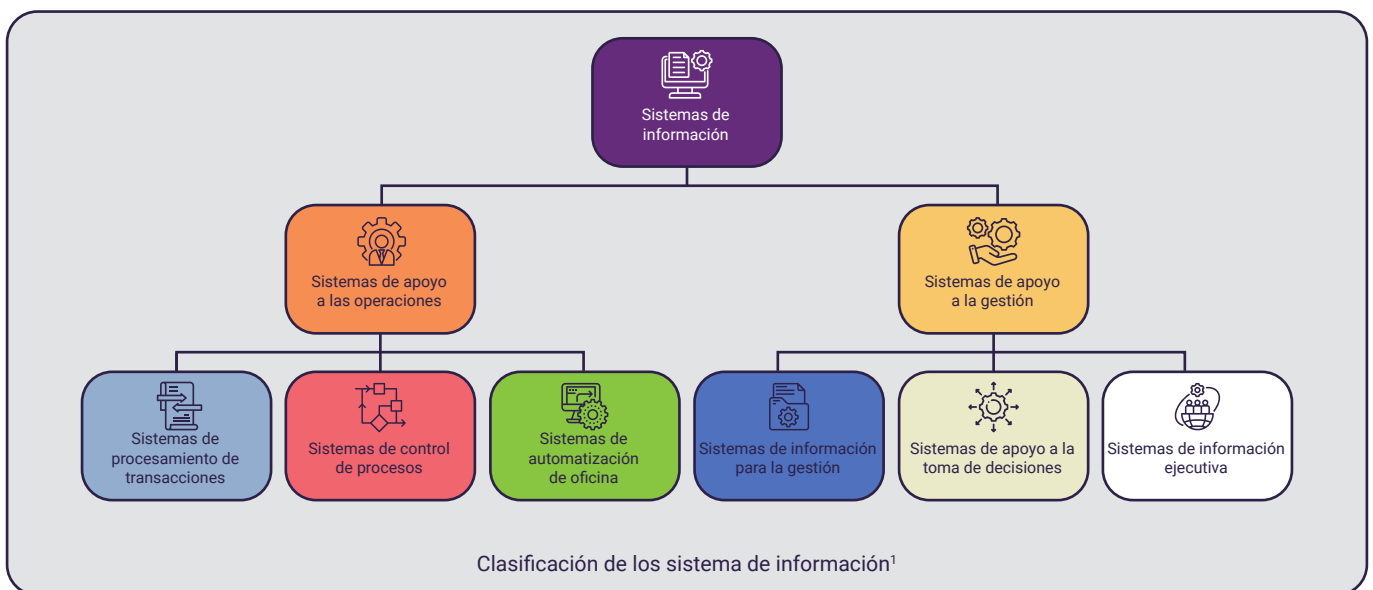 Sistemas de
información
Sistemas de apoyo
a las operaciones
Sistemas de apoyo
a la gestión
Sistemas de
procesamiento de
transacciones
Sistemas de control
de procesos
Sistemas de
automatización
de oficina
Sistemas de información
para la gestión
Sistemas de apoyo a la
toma de decisiones
Sistemas de información
ejecutiva
Clasificación de los sistema de información¹